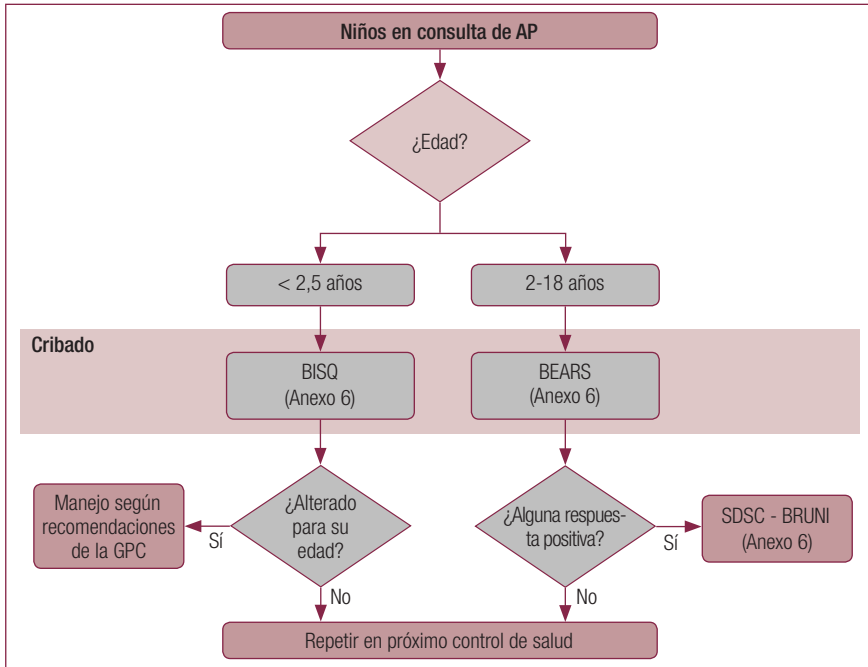 Niños en consulta de AP
¿Edad?
< 2,5 años
2-18 años
Cribado
BISQ
(Anexo 6)
BEARS
(Anexo 6)
Manejo según
recomendaciones
de la GPC
Sí
¿Alterado
para su
edad?
¿Alguna respues-
ta positiva?
Sí
SDSC - BRUNI
(Anexo 6)
No
No
Repetir en próximo control de salud